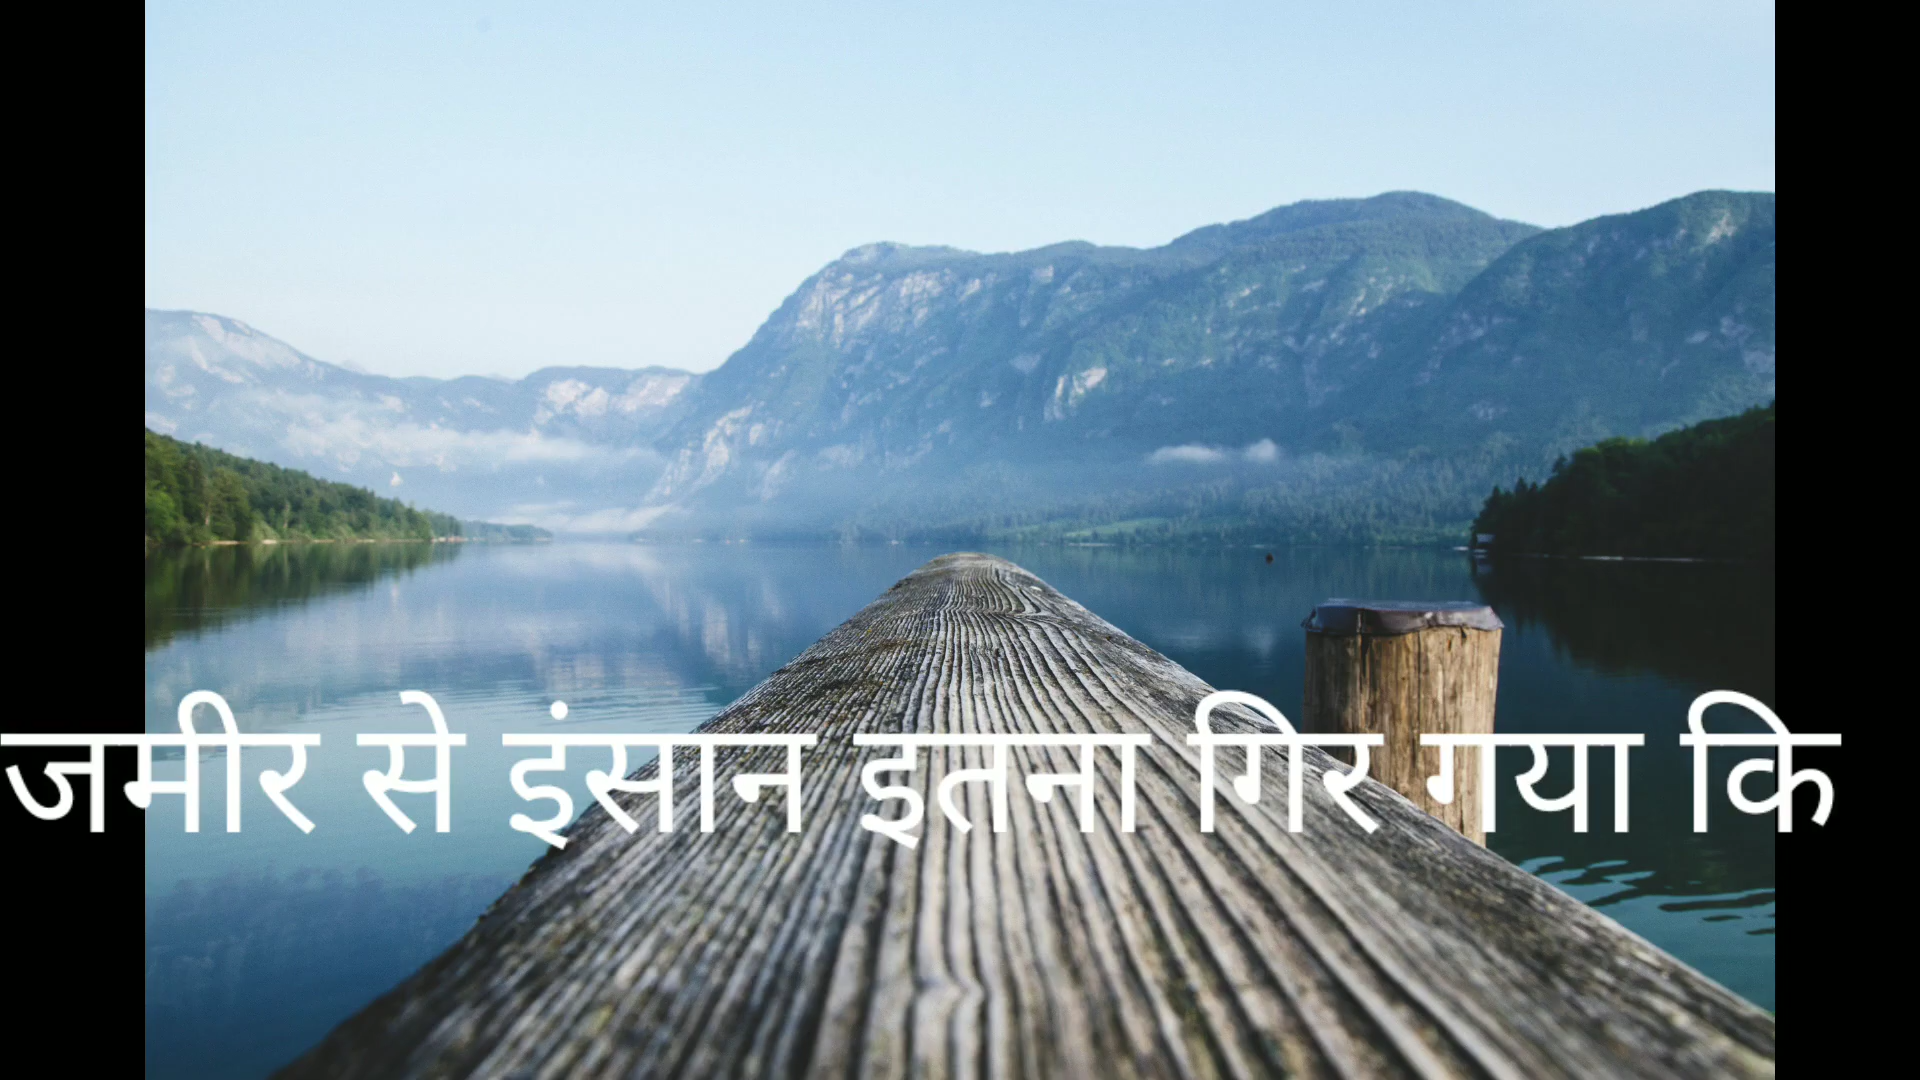 जमीर से इंसान इतना गिर गया कि